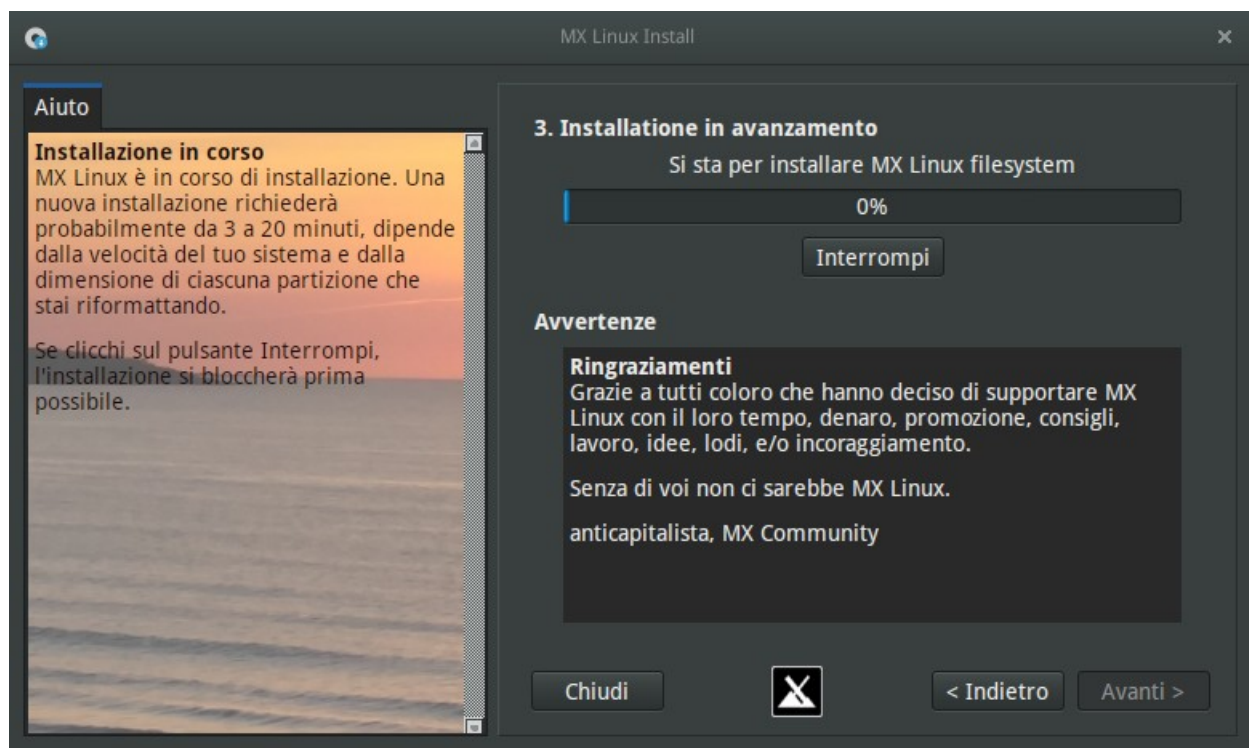 MX Linux Install
Aiuto
Installazione in corso
MX Linux è in corso di installazione. Una
nuova installazione richiederà
probabilmente da 3 a 20 minuti, dipende
dalla velocità del tuo sistema e dalla
dimensione di ciascuna partizione che
stai riformattando.
Se clicchi sul pulsante Interrompi,
l'installazione si bloccherà prima
possibile.
3. Installatione in avanzamento
Si sta per installare MX Linux filesystem
0%
Interrompi
Avvertenze
Ringraziamenti
Grazie a tutti coloro che hanno deciso di supportare MX
Linux con il loro tempo, denaro, promozione, consigli,
lavoro, idee, lodi, e/o incoraggiamento.
Senza di voi non ci sarebbe MX Linux.
anticapitalista, MX Community
Chiudi
< Indietro
Avanti >